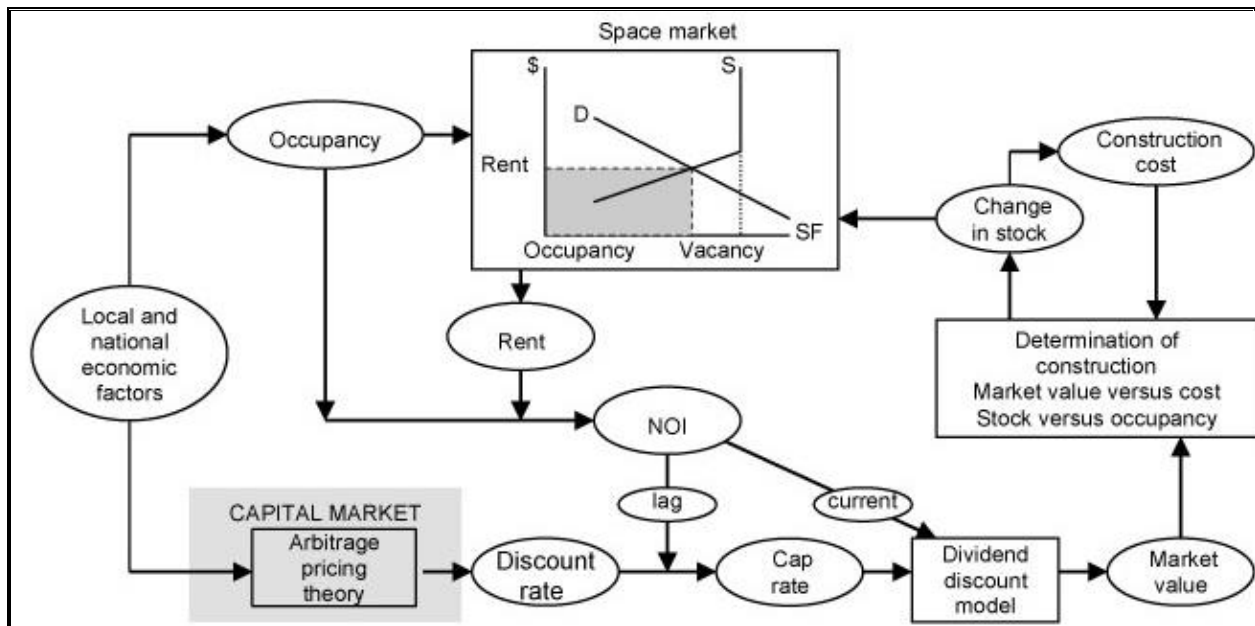 Space market
$
S
D
Rent
SF
Occupancy
Vacancy
Occupancy
Construction
cost
Change
in stock
Local and
national
economic
factors
Rent
Determination of
construction
Market value versus cost
Stock versus occupancy
NOI
lag
current
CAPITAL MARKET
Arbitrage
pricing
theory
Discount
rate
Cap
rate
Dividend
discount
model
Market
value